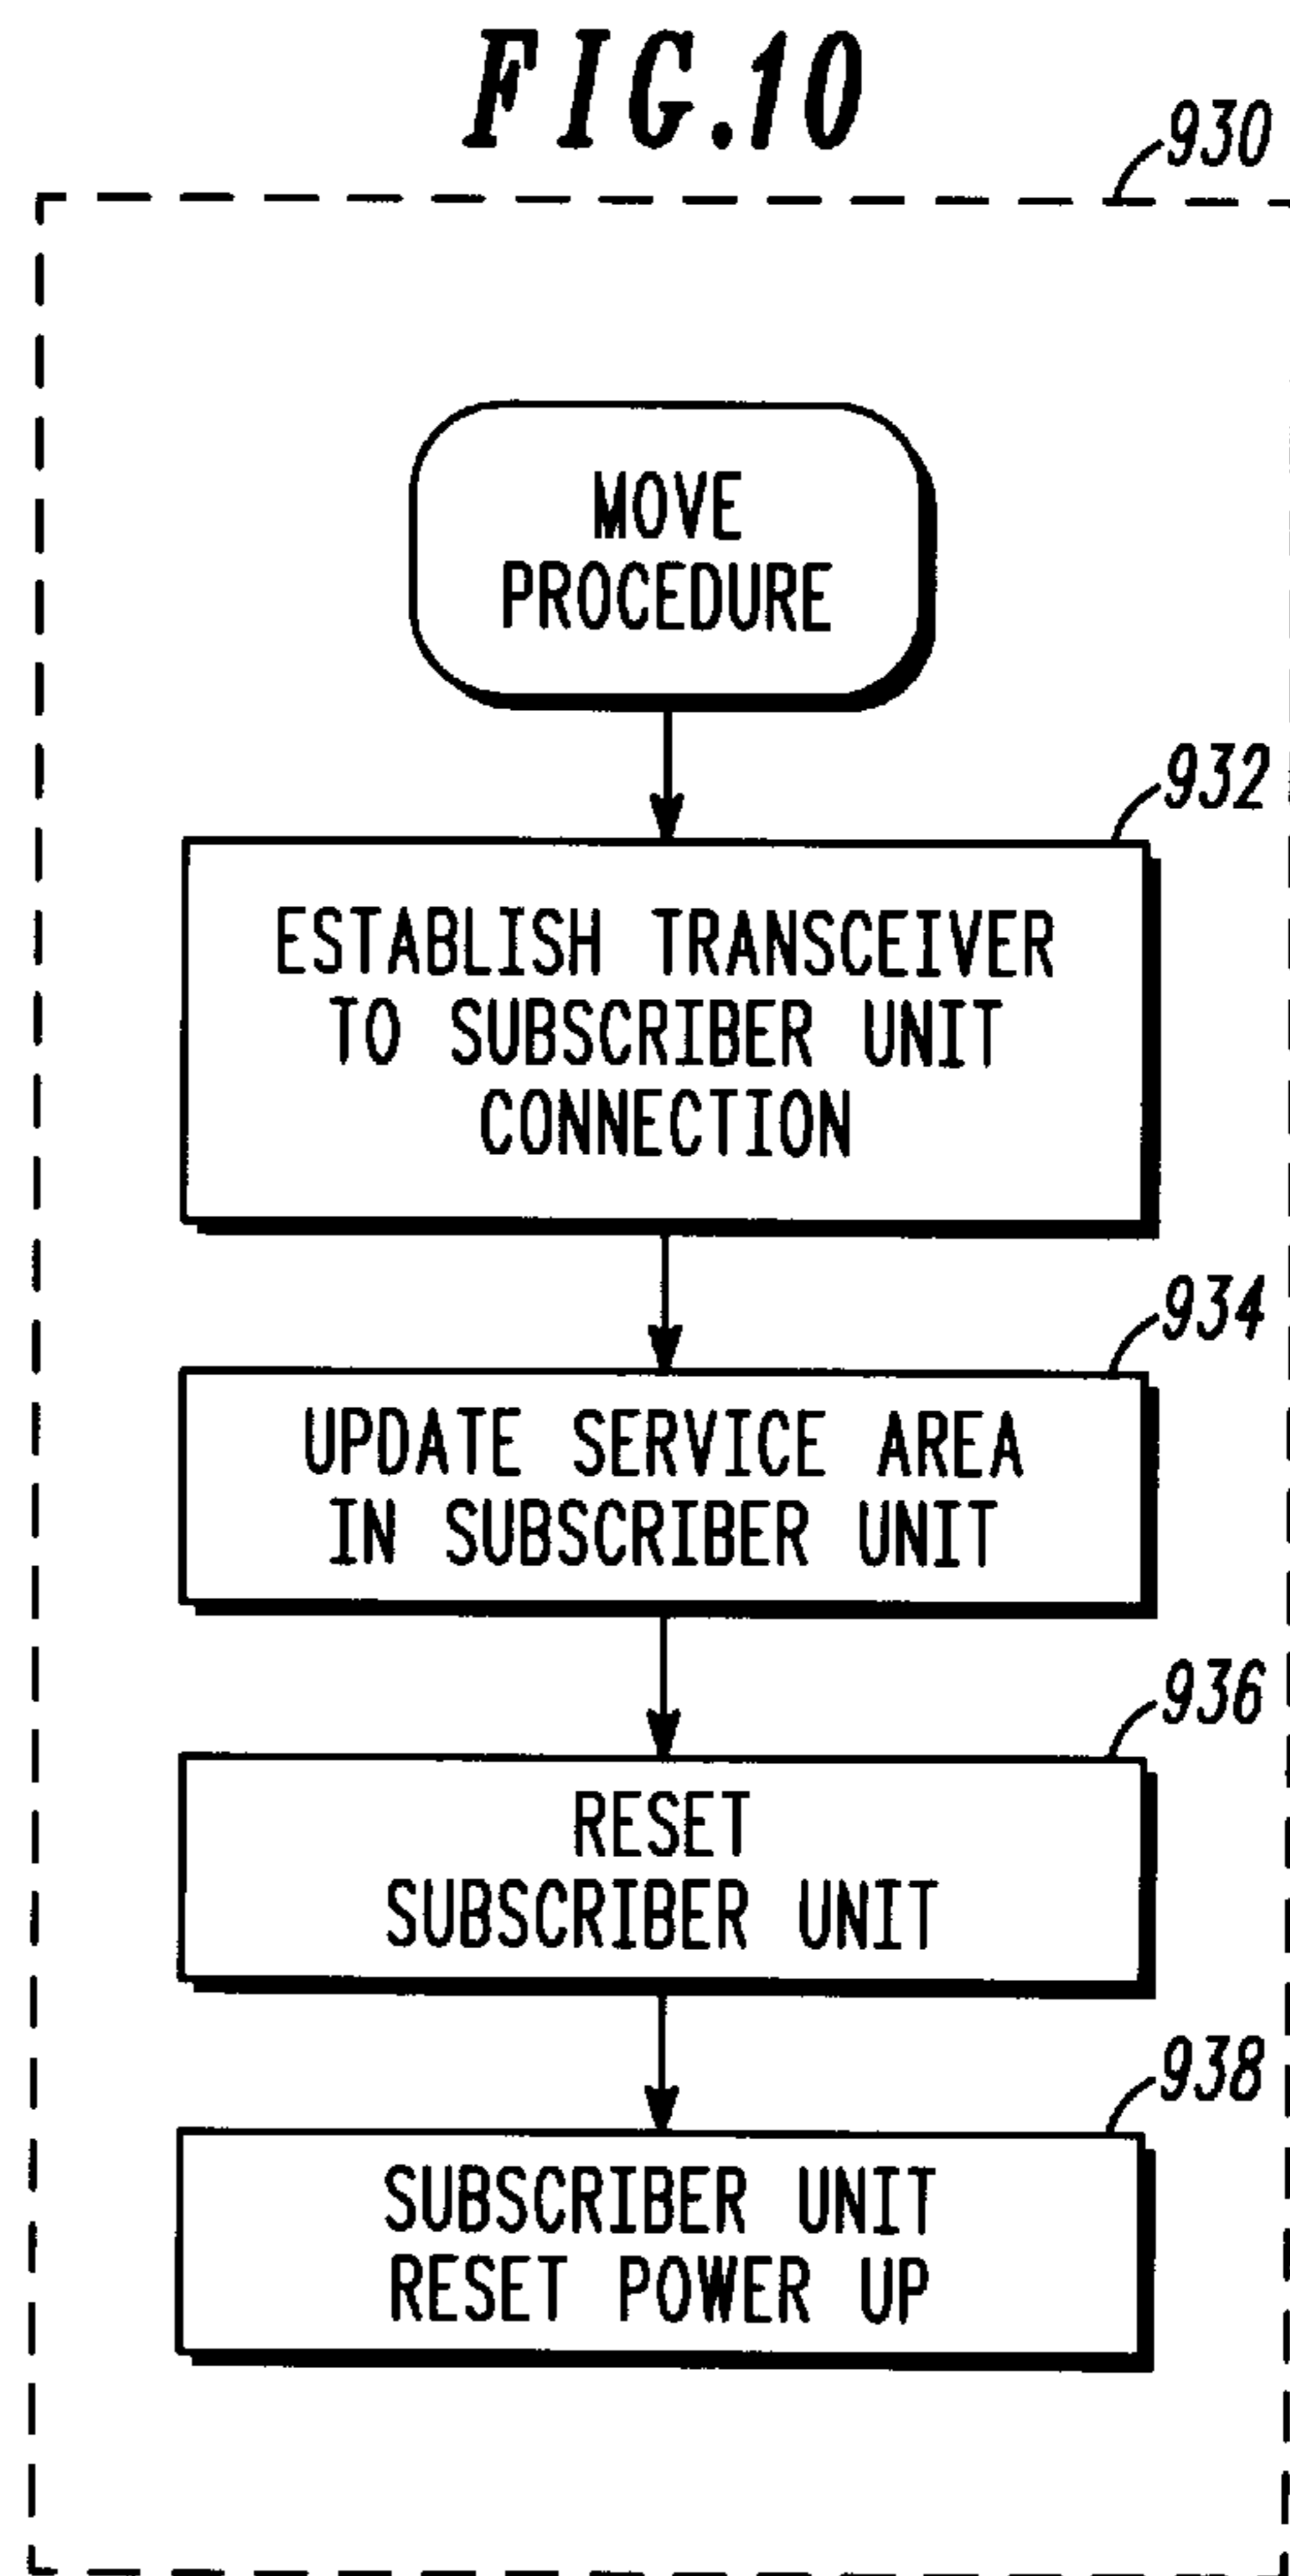 FIG.10
930
MOVE
PROCEDURE
932
ESTABLISH TRANSCEIVER
TO SUBSCRIBER UNIT
CONNECTION
934
UPDATE SERVICE AREA
IN SUBSCRIBER UNIT
936
RESET
SUBSCRIBER UNIT
938
SUBSCRIBER UNIT
RESET POWER UP